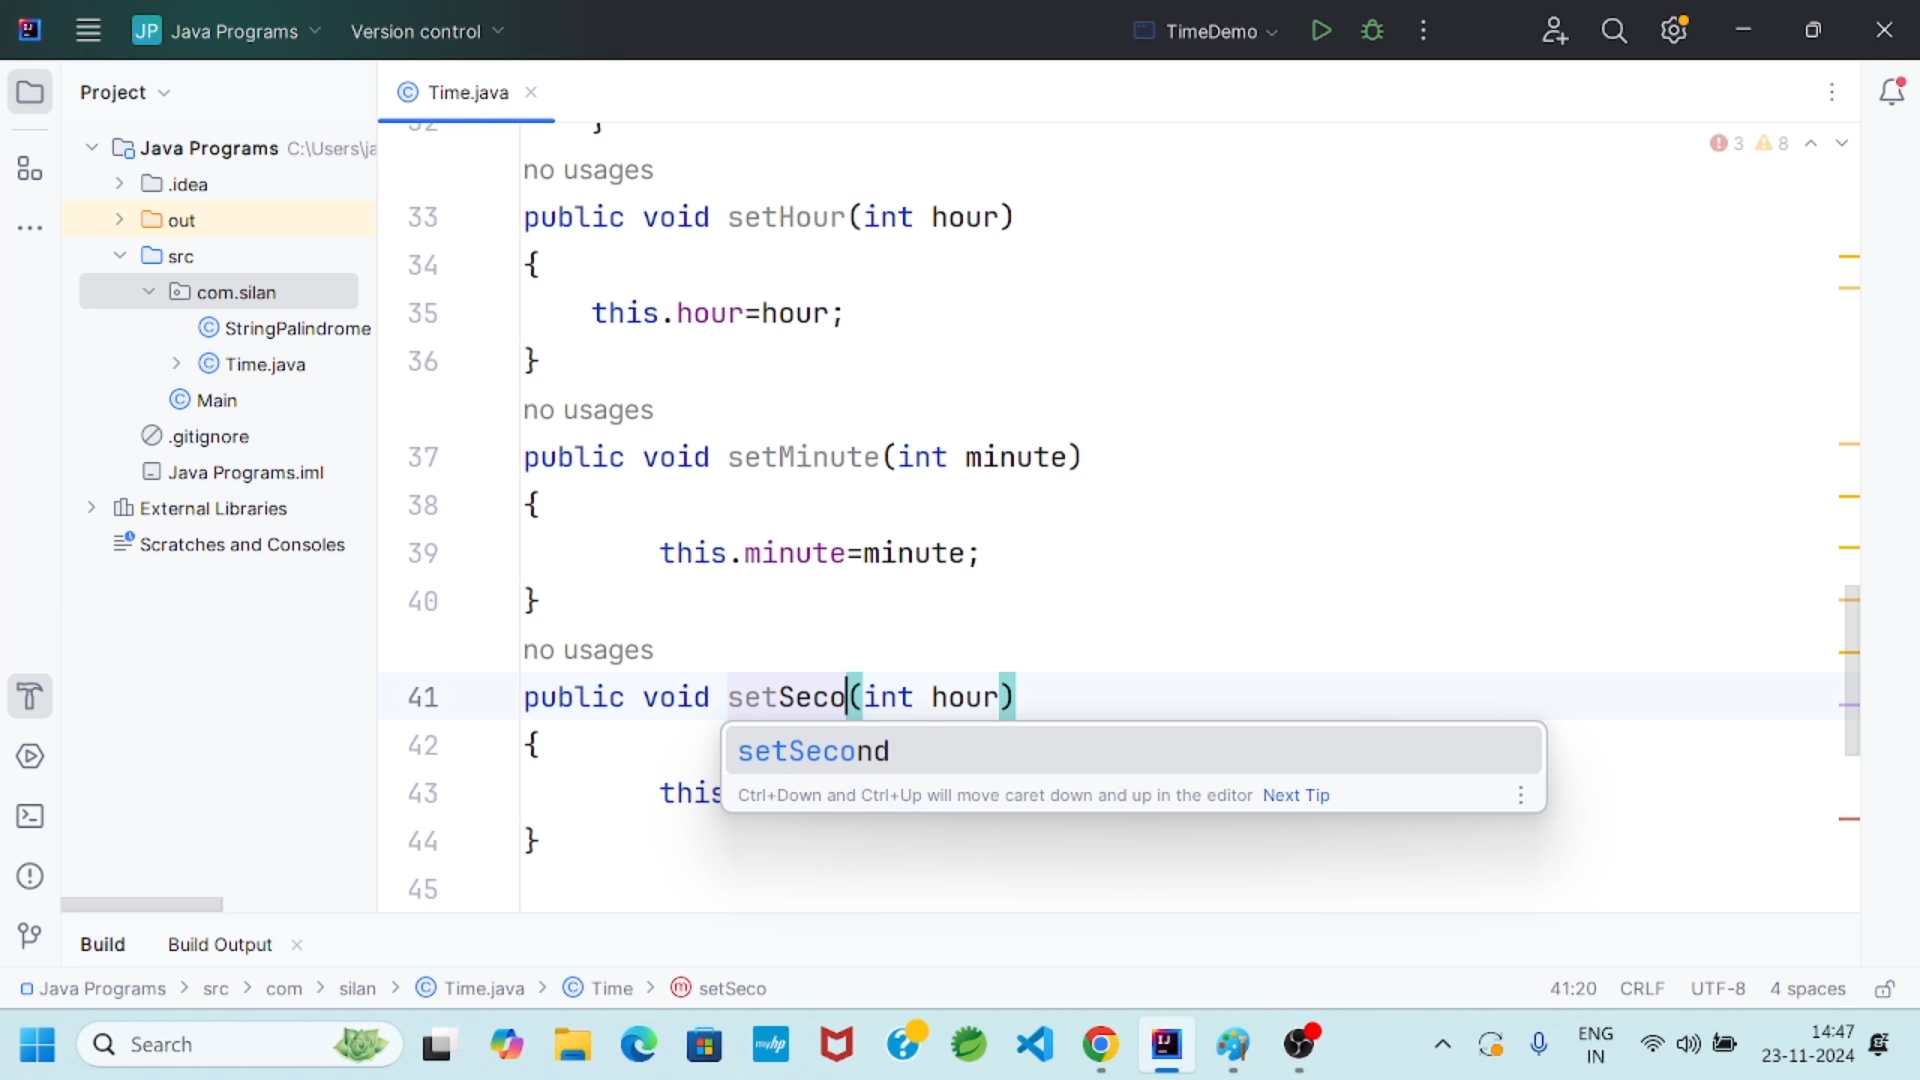 JP Java Programs Version control TimeDemo
Project
Time.java
Java Programs C:\Users\ja
.idea
out
src
com.silan
StringPalindrome
Time.java
Main
.gitignore
Java Programs.iml
External Libraries
Scratches and Consoles
3 8
32 }
no usages
33 public void setHour(int hour)
34 {
35 this.hour=hour;
36 }
no usages
37 public void setMinute(int minute)
38 {
39 this.minute=minute;
40 }
no usages
41 public void setSeco(int hour)
42 {
setSecond
43 this
Ctrl+Down and Ctrl+Up will move caret down and up in the editor Next Tip
44 }
45
Build Build Output
Java Programs > src > com > silan > Time.java > Time > setSeco 41:20 CRLF UTF-8 4 spaces
Search
myhp
ENG
IN
14:47
23-11-2024